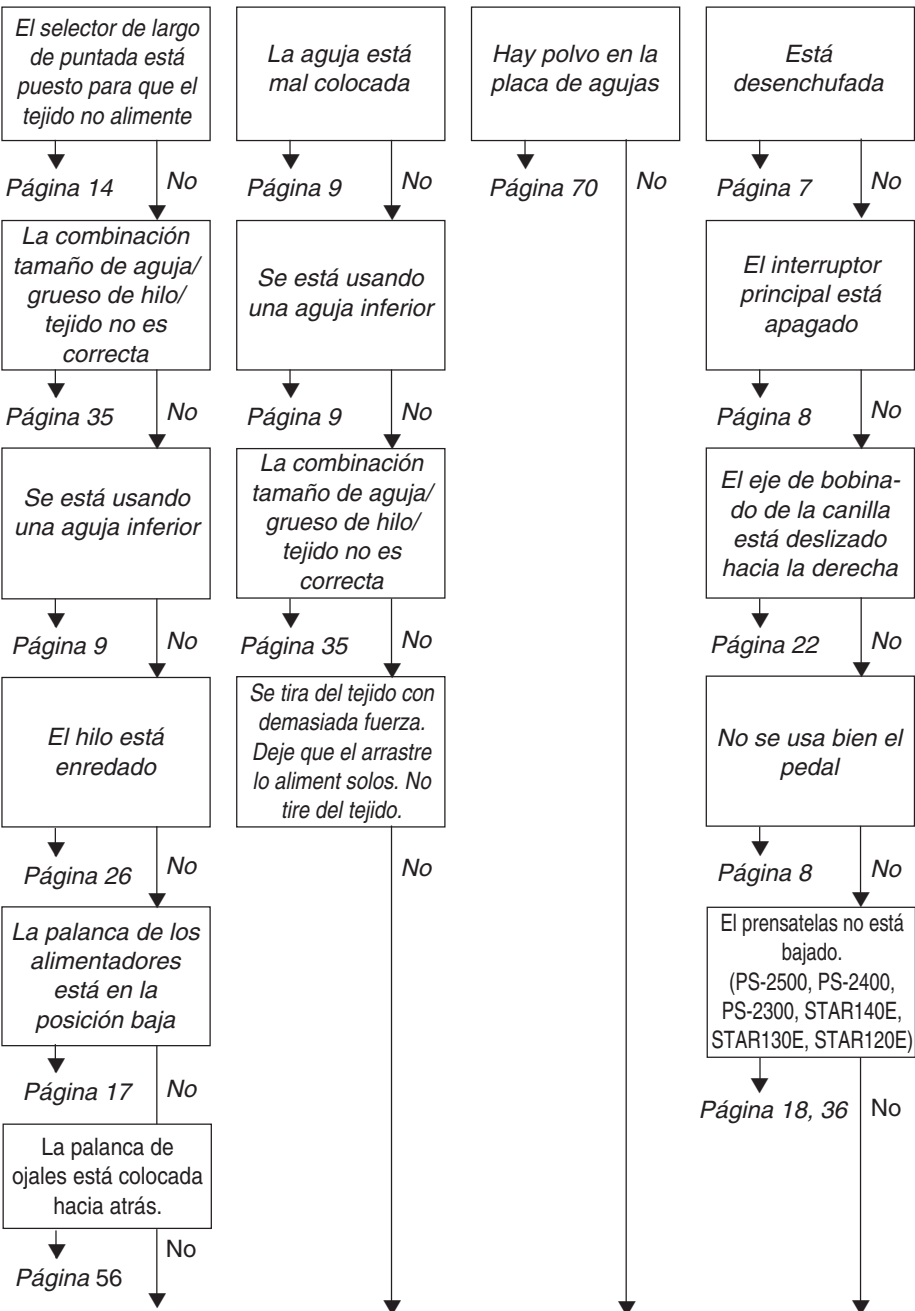 El selector de largo
de puntada está
puesto para que el
tejido no alimente
Página 14
No
La combinación
tamaño de aguja/
grueso de hilo/
tejido no es
correcta
Página 35
No
Se está usando
una aguja inferior
Página 9
No
El hilo está
enredado
Página 26
No
La palanca de los
alimentadores
está en la
posición baja
Página 17
No
La palanca de
ojales está colocada
hacia atrás.
Página 56
No
La aguja está
mal colocada
Página 9
No
Se está usando
una aguja inferior
Página 9
No
La combinación
tamaño de aguja/
grueso de hilo/
tejido no es
correcta
Página 35
No
Se tira del tejido con
demasiada fuerza.
Deje que el arrastre
lo aliment solos. No
tire del tejido.
No
Hay polvo en la
placa de agujas
Página 70
No
Está
desenchufada
Página 7
No
El interruptor
principal está
apagado
Página 8
No
El eje de bobina-
do de la canilla
está deslizado
hacia la derecha
Página 22
No
No se usa bien el
pedal
Página 8
No
El prensatelas no está
bajado.
(PS-2500, PS-2400,
PS-2300, STAR140E,
STAR130E, STAR120E)
Página 18, 36
No